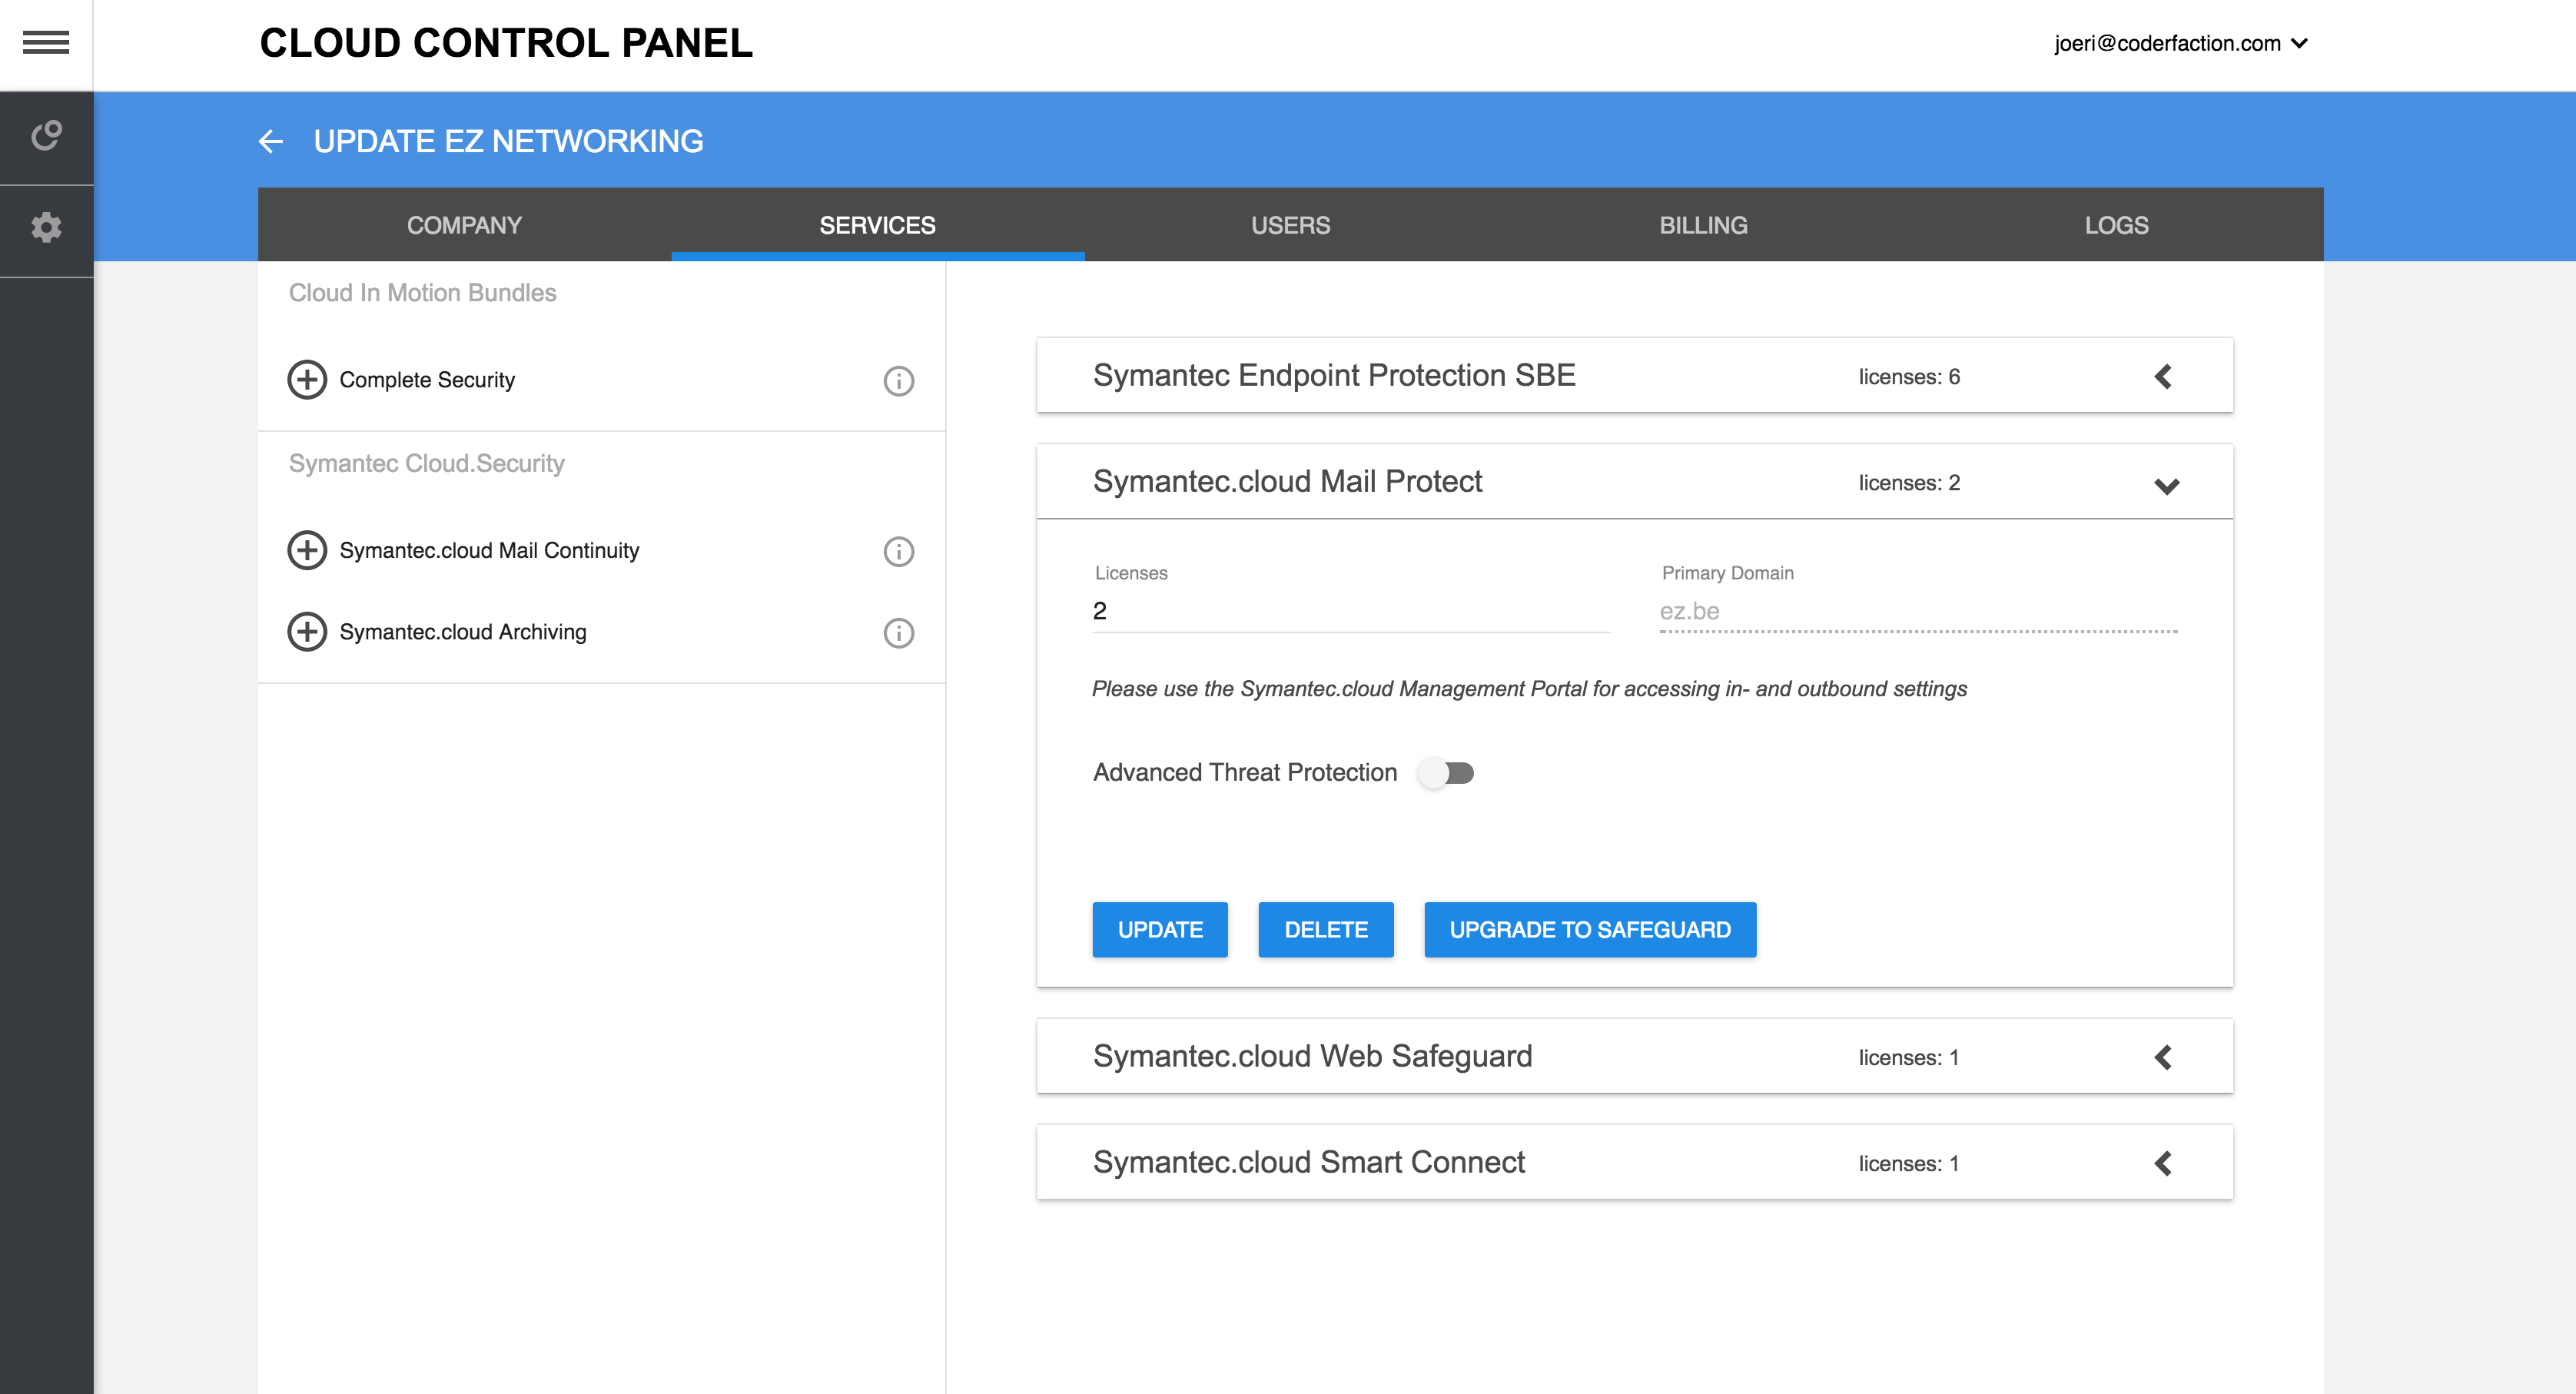 CLOUD CONTROL PANEL
joeri@coderfaction.com
UPDATE EZ NETWORKING
COMPANY
SERVICES
USERS
BILLING
LOGS
Cloud In Motion Bundles
Complete Security
Symantec Cloud.Security
Symantec.cloud Mail Continuity
Symantec.cloud Archiving
Symantec Endpoint Protection SBE
licenses: 6
Symantec.cloud Mail Protect
licenses: 2
Licenses
2
Primary Domain
ez.be
Please use the Symantec.cloud Management Portal for accessing in- and outbound settings
Advanced Threat Protection
UPDATE
DELETE
UPGRADE TO SAFEGUARD
Symantec.cloud Web Safeguard
licenses: 1
Symantec.cloud Smart Connect
licenses: 1